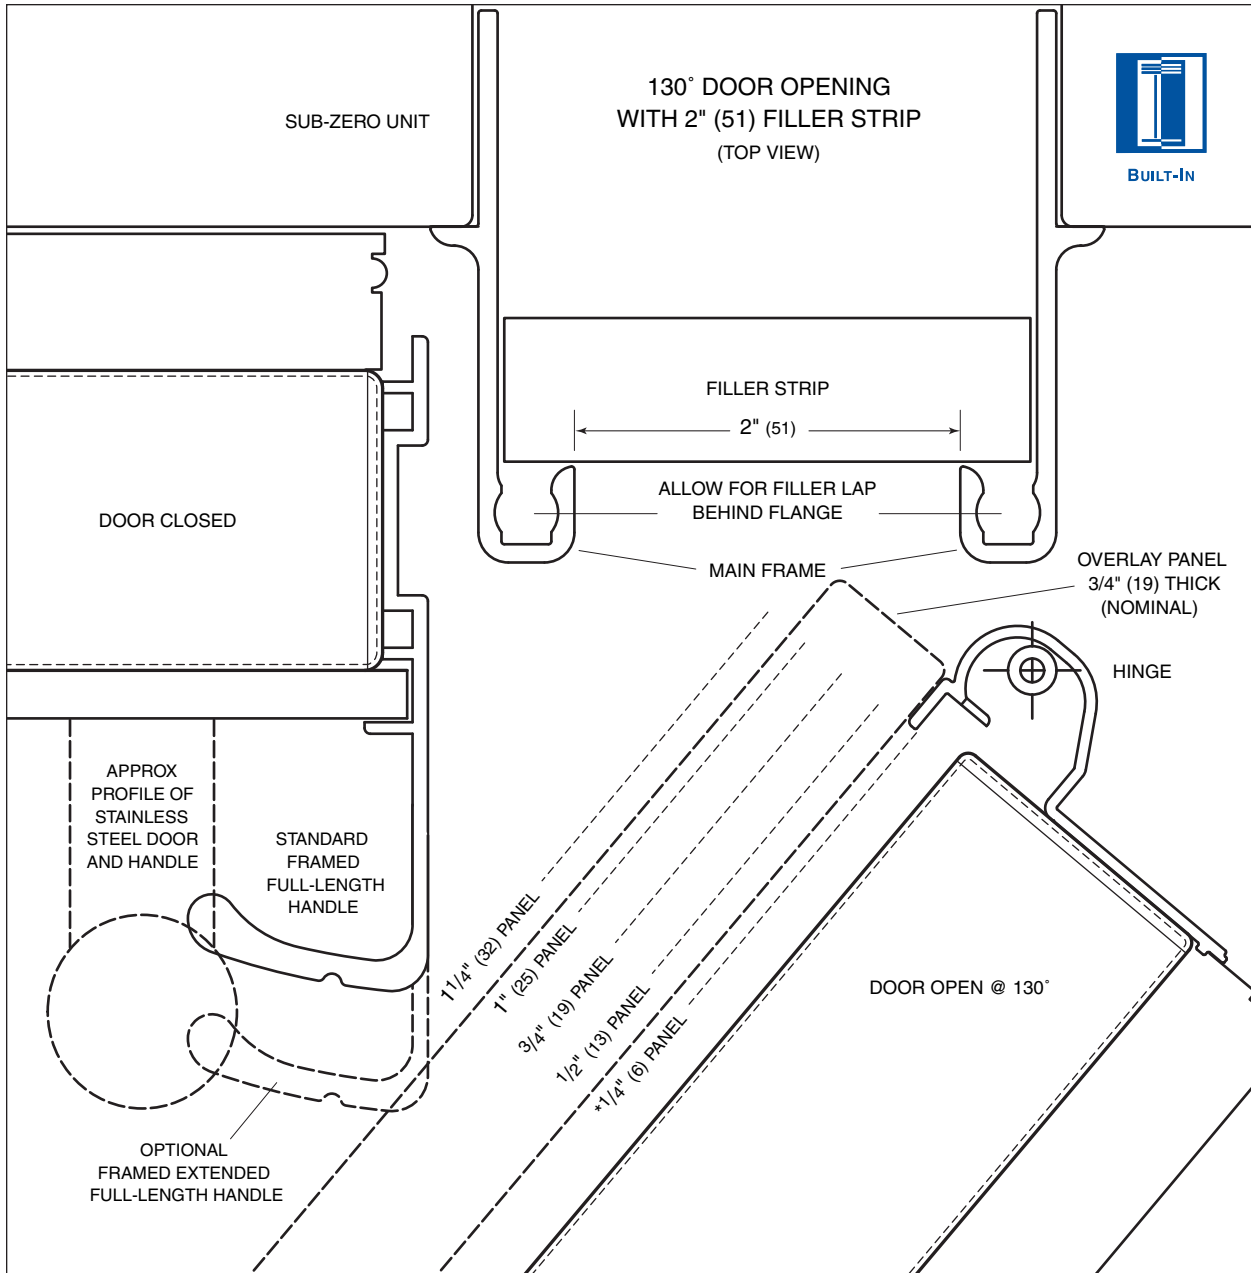 130° DOOR OPENING
WITH 2" (51) FILLER STRIP
(TOP VIEW)
SUB-ZERO UNIT
BUILT-IN
FILLER STRIP
2" (51)
ALLOW FOR FILLER LAP
BEHIND FLANGE
DOOR CLOSED
MAIN FRAME
OVERLAY PANEL
3/4" (19) THICK
(NOMINAL)
HINGE
APPROX
PROFILE OF
STAINLESS
STEEL DOOR
AND HANDLE
STANDARD
FRAMED
FULL-LENGTH
HANDLE
1 1/4" (32) PANEL
1" (25) PANEL
3/4" (19) PANEL
1/2" (13) PANEL
*1/4" (6) PANEL
DOOR OPEN @ 130°
OPTIONAL
FRAMED EXTENDED
FULL-LENGTH HANDLE